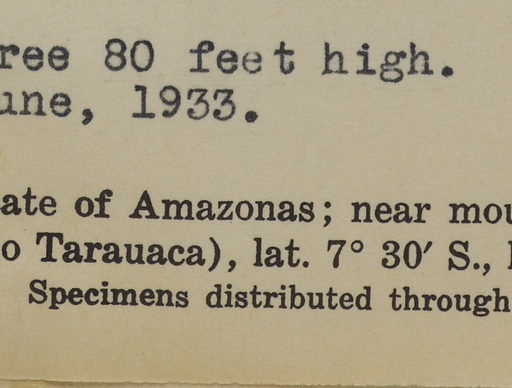 ree 80 feet high.
une, 1933.
ate of Amazonas; near mou
o Tarauaca), lat. 7° 30′ S., l
Specimens distributed through